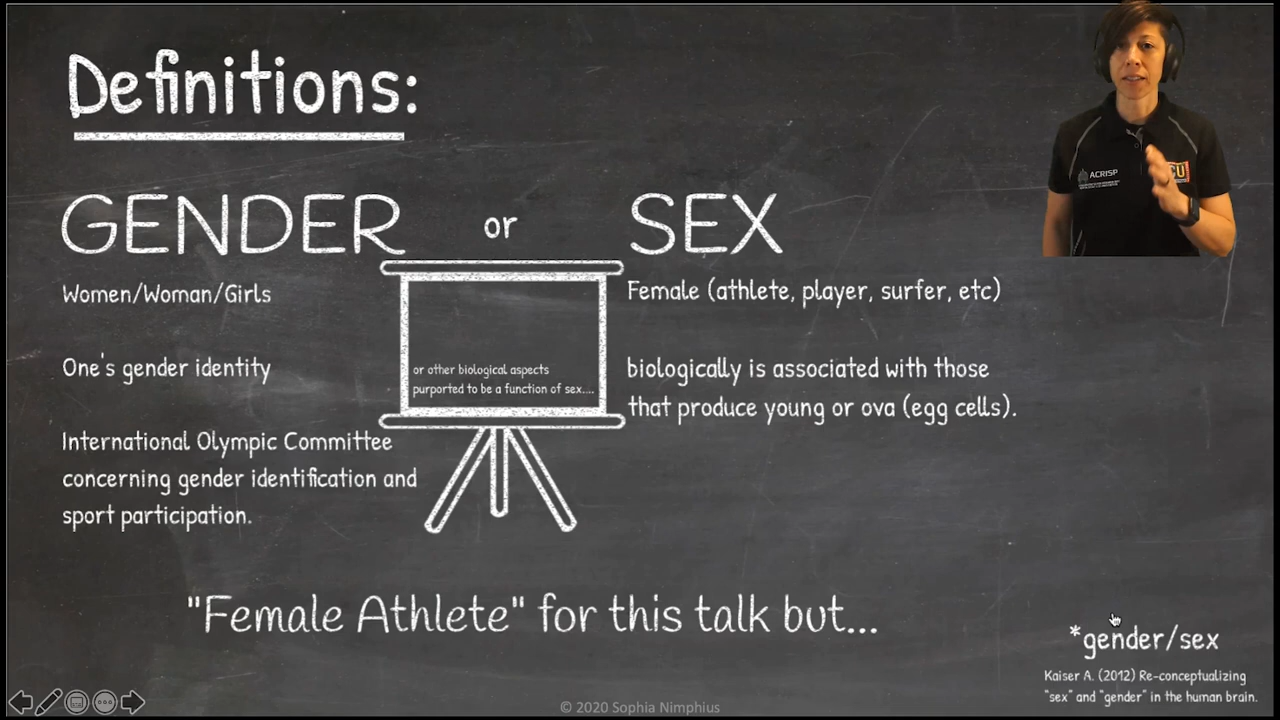 Definitions:
GENDER or SEX
Women/Woman/Girls
Female (athlete, player, surfer, etc)
One's gender identity
biologically is associated with those
that produce young or ova (egg cells).
or other biological aspects
purported to be a function of sex....
International Olympic Committee
concerning gender identification and
sport participation.
"Female Athlete" for this talk but...
*gender/sex
Kaiser A. (2012) Re-conceptualizing
"sex" and "gender" in the human brain.
© 2020 Sophia Nimphius
ACRISP
CU